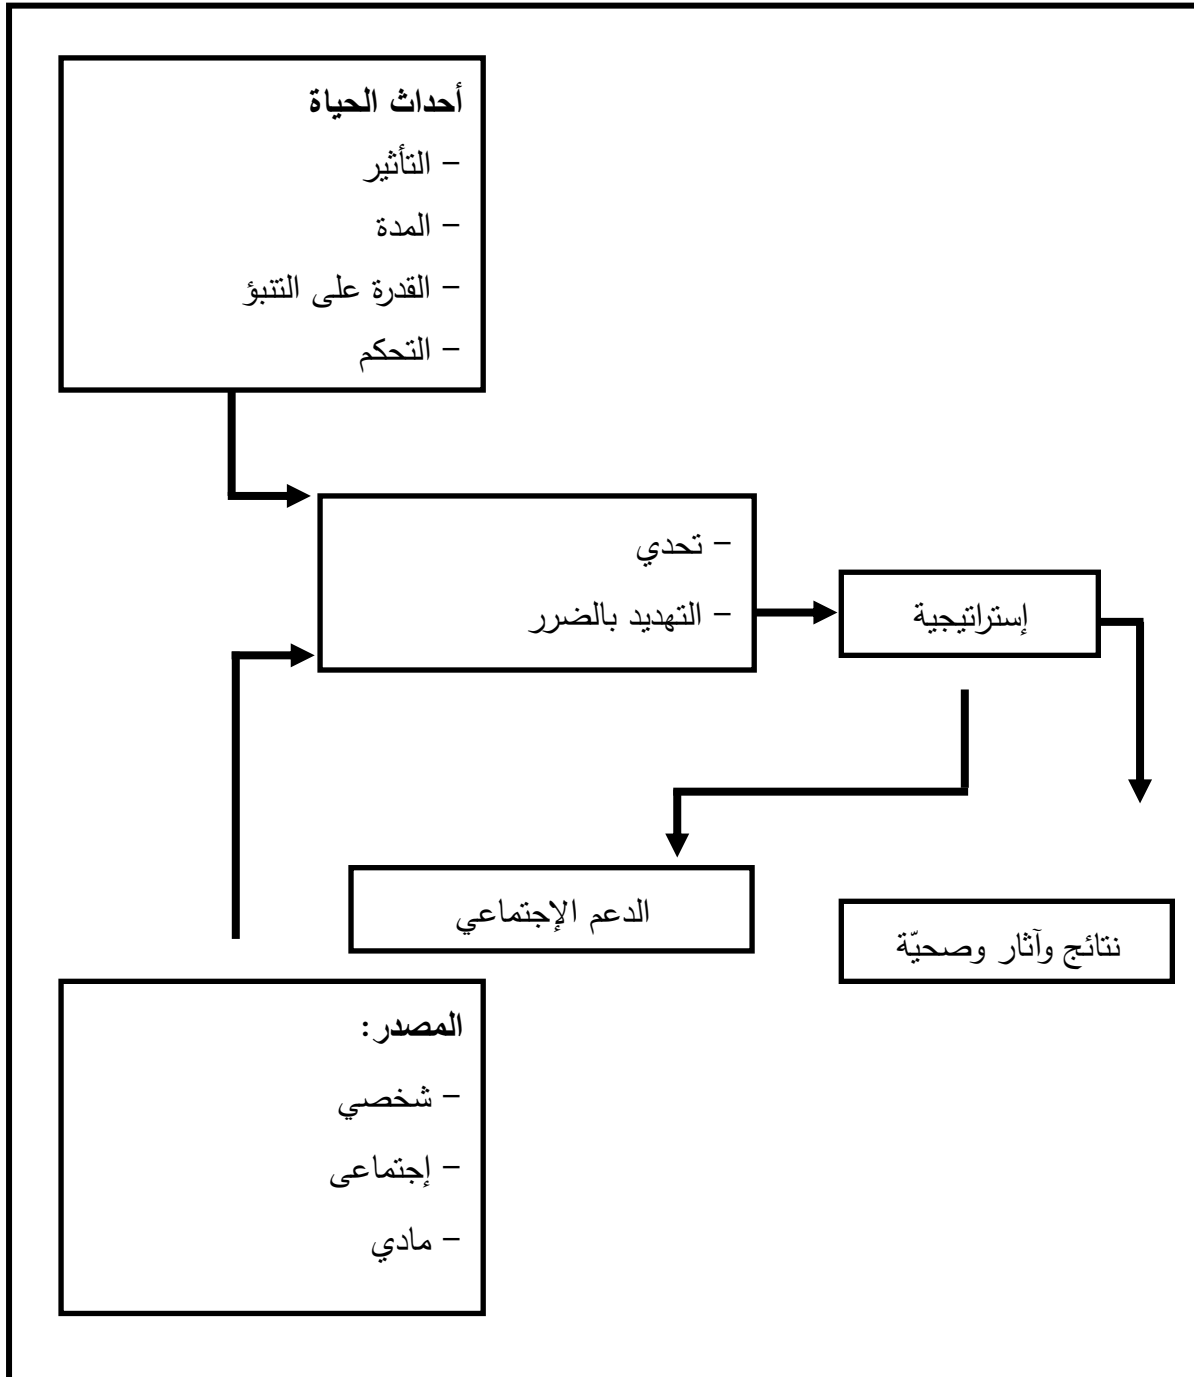 أحداث الحياة
- التأثير
- المدة
- القدرة على التنبؤ
- التحكم
- تحدي
- التهديد بالضرر
إستراتيجية
الدعم الإجتماعي
نتائج وآثار وصحيّة
المصدر:
- شخصي
- إجتماعى
- مادي